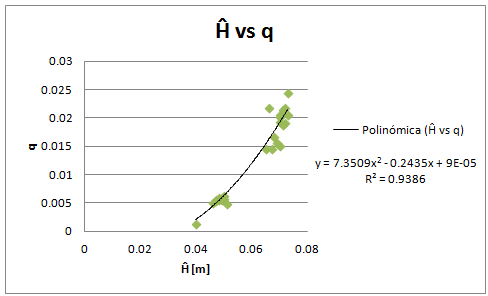 Ĥ vs q
0.03
0.025
0.02
0.015
0.01
0.005
0
0 0.02 0.04 0.06 0.08
q
Ĥ [m]
Polinómica (Ĥ vs q)
y = 7.3509x² - 0.2435x + 9E-05
R² = 0.9386